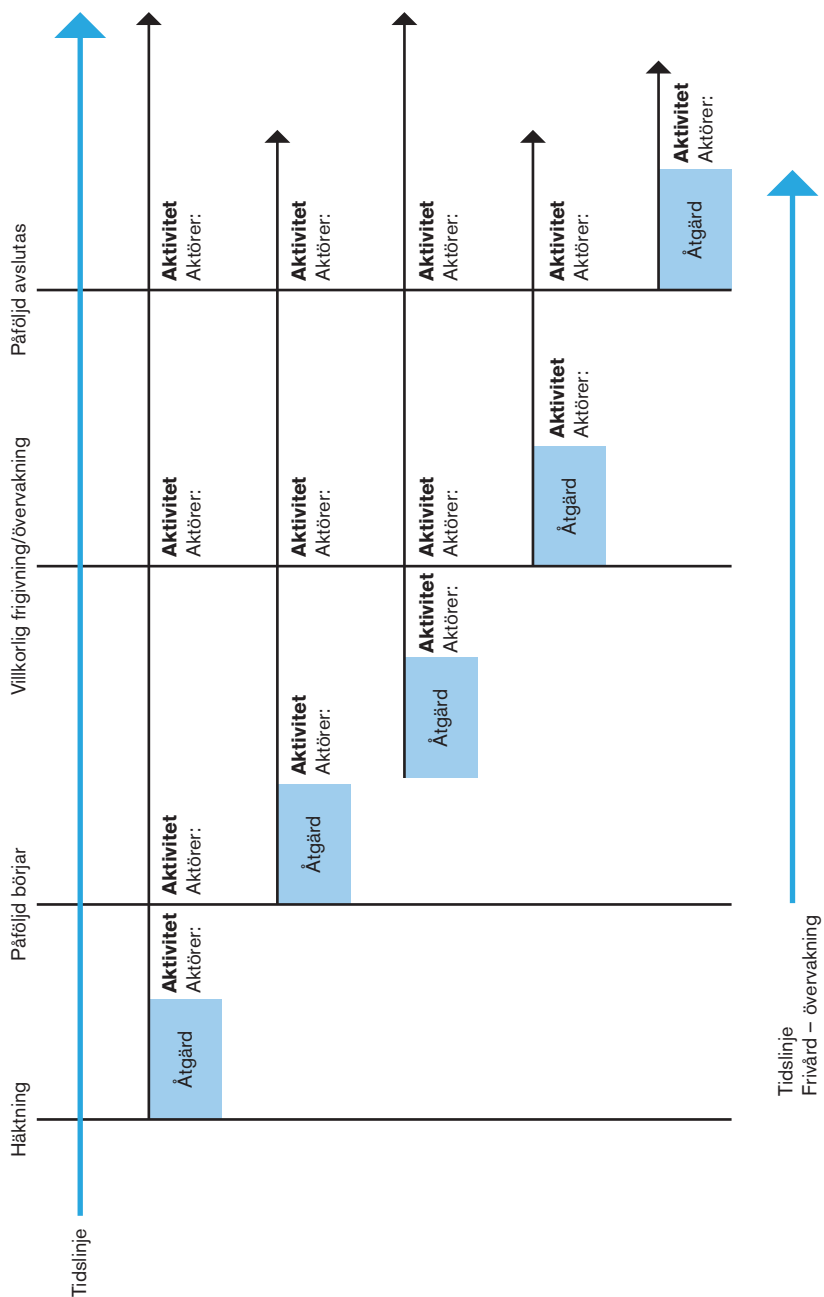 Häktning
Påföljd börjar
Villkorlig frigivning/övervakning
Påföljd avslutas
Tidslinje
Åtgärd
Aktivitet
Aktörer:
Aktivitet
Aktörer:
Aktivitet
Aktörer:
Aktivitet
Aktörer:
Åtgärd
Aktivitet
Aktörer:
Aktivitet
Aktörer:
Aktivitet
Aktörer:
Åtgärd
Aktivitet
Aktörer:
Aktivitet
Aktörer:
Aktivitet
Aktörer:
Åtgärd
Aktivitet
Aktörer:
Aktivitet
Aktörer:
Åtgärd
Aktivitet
Aktörer:
Tidslinje
Frivård – övervakning